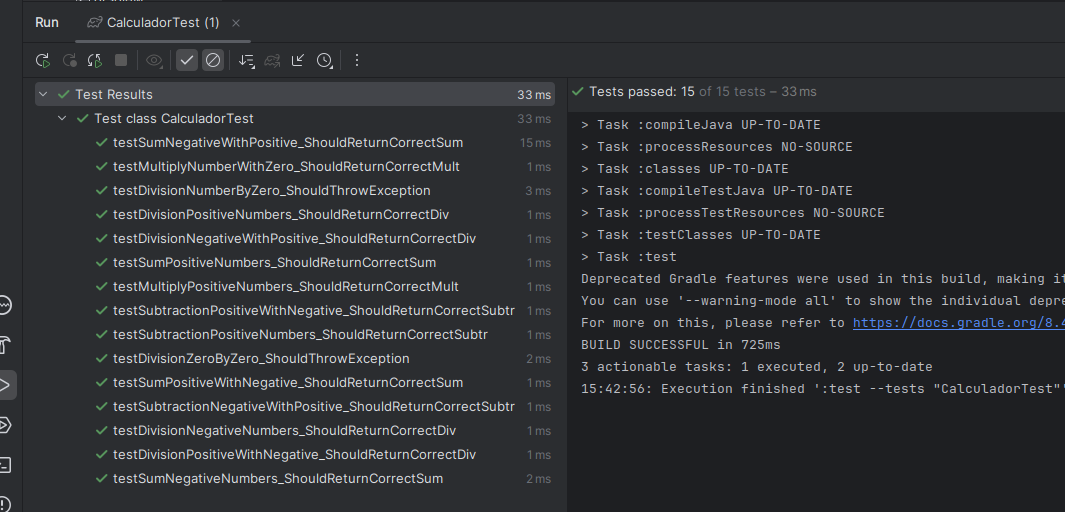 Run CalculadorTest (1)
Test Results 33 ms
Test class CalculadorTest 33 ms
testSumNegativeWithPositive_ShouldReturnCorrectSum 15 ms
testMultiplyNumberWithZero_ShouldReturnCorrectMult 1 ms
testDivisionNumberByZero_ShouldThrowException 3 ms
testDivisionPositiveNumbers_ShouldReturnCorrectDiv 1 ms
testDivisionNegativeWithPositive_ShouldReturnCorrectDiv 1 ms
testSumPositiveNumbers_ShouldReturnCorrectSum 1 ms
testMultiplyPositiveNumbers_ShouldReturnCorrectMult 1 ms
testSubtractionPositiveWithNegative_ShouldReturnCorrectSubtr 1 ms
testSubtractionPositiveNumbers_ShouldReturnCorrectSubtr 1 ms
testDivisionZeroByZero_ShouldThrowException 2 ms
testSumPositiveWithNegative_ShouldReturnCorrectSum 1 ms
testSubtractionNegativeWithPositive_ShouldReturnCorrectSubtr 1 ms
testDivisionNegativeNumbers_ShouldReturnCorrectDiv 1 ms
testDivisionPositiveWithNegative_ShouldReturnCorrectDiv 1 ms
testSumNegativeNumbers_ShouldReturnCorrectSum 2 ms
Tests passed: 15 of 15 tests – 33 ms
> Task :compileJava UP-TO-DATE
> Task :processResources NO-SOURCE
> Task :classes UP-TO-DATE
> Task :compileTestJava UP-TO-DATE
> Task :processTestResources NO-SOURCE
> Task :testClasses UP-TO-DATE
> Task :test
Deprecated Gradle features were used in this build, making it
You can use '--warning-mode all' to show the individual depre
For more on this, please refer to https://docs.gradle.org/8.4
BUILD SUCCESSFUL in 725ms
3 actionable tasks: 1 executed, 2 up-to-date
15:42:56: Execution finished ':test --tests "CalculadorTest"'